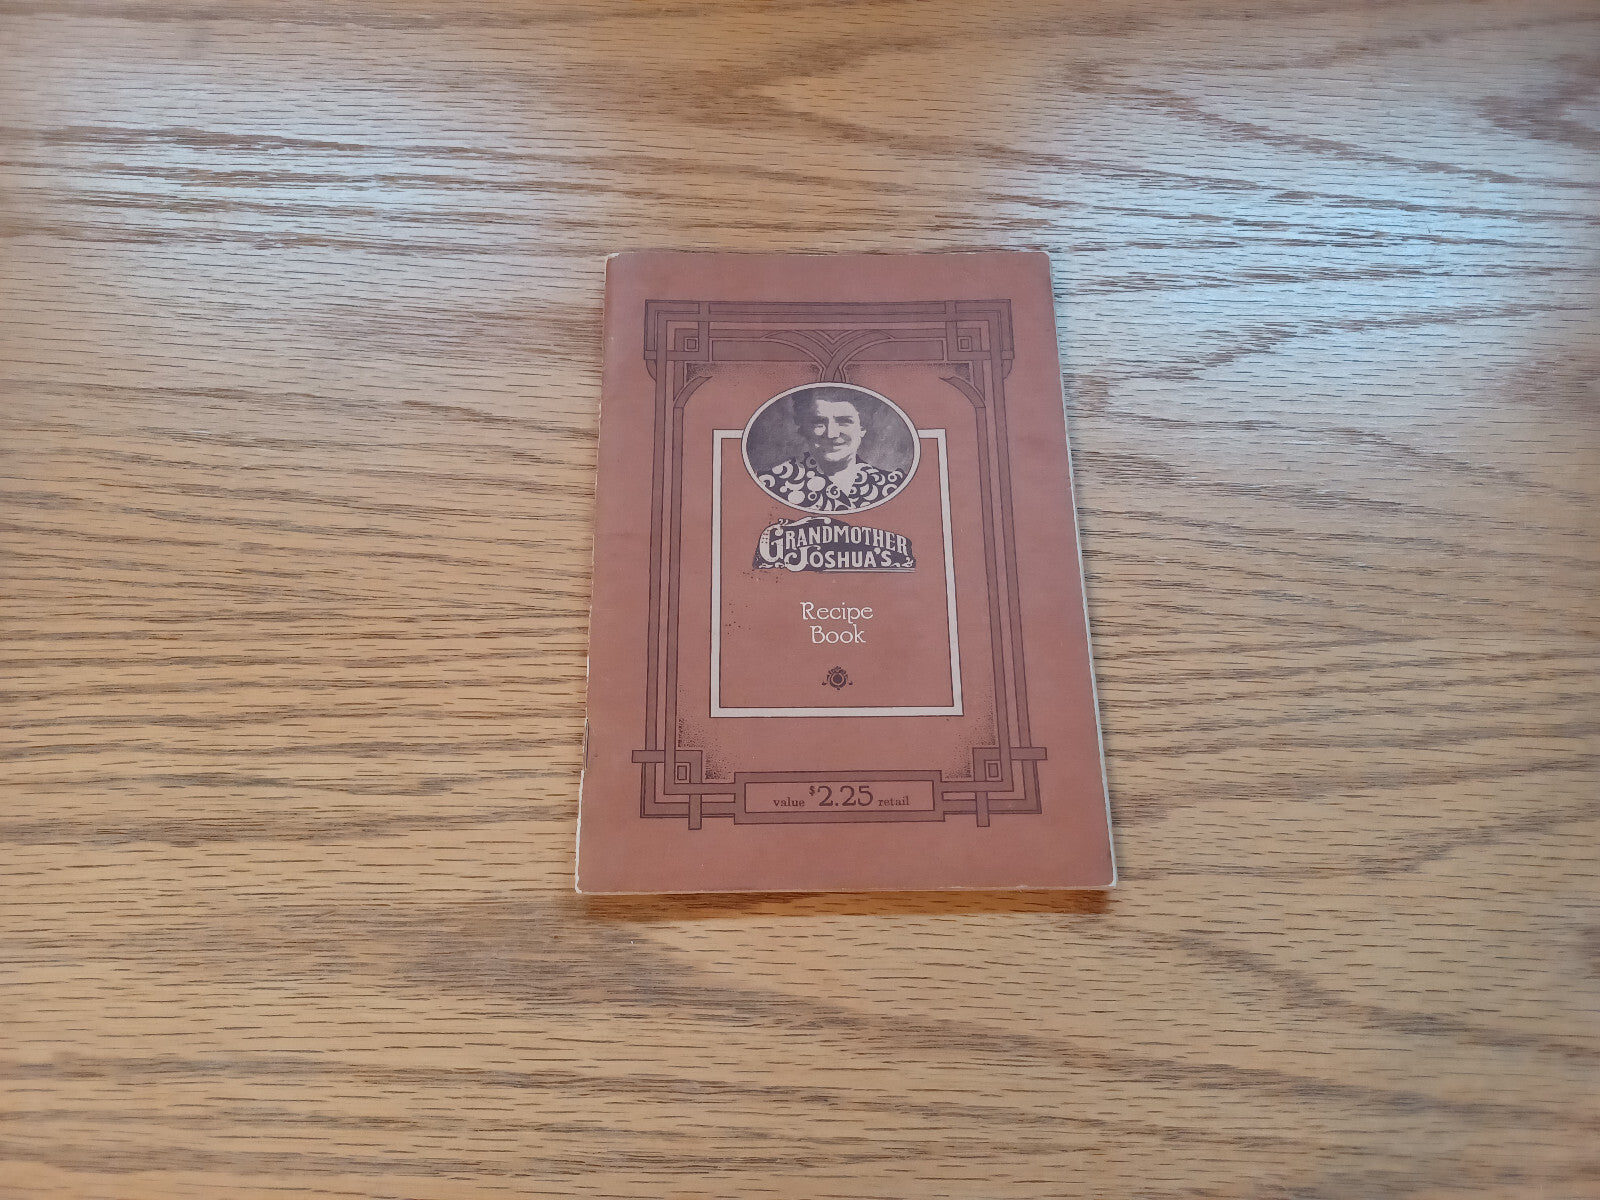 GRANDMOTHER
JOSHUA'S
Recipe
Book
value $2.25 retail